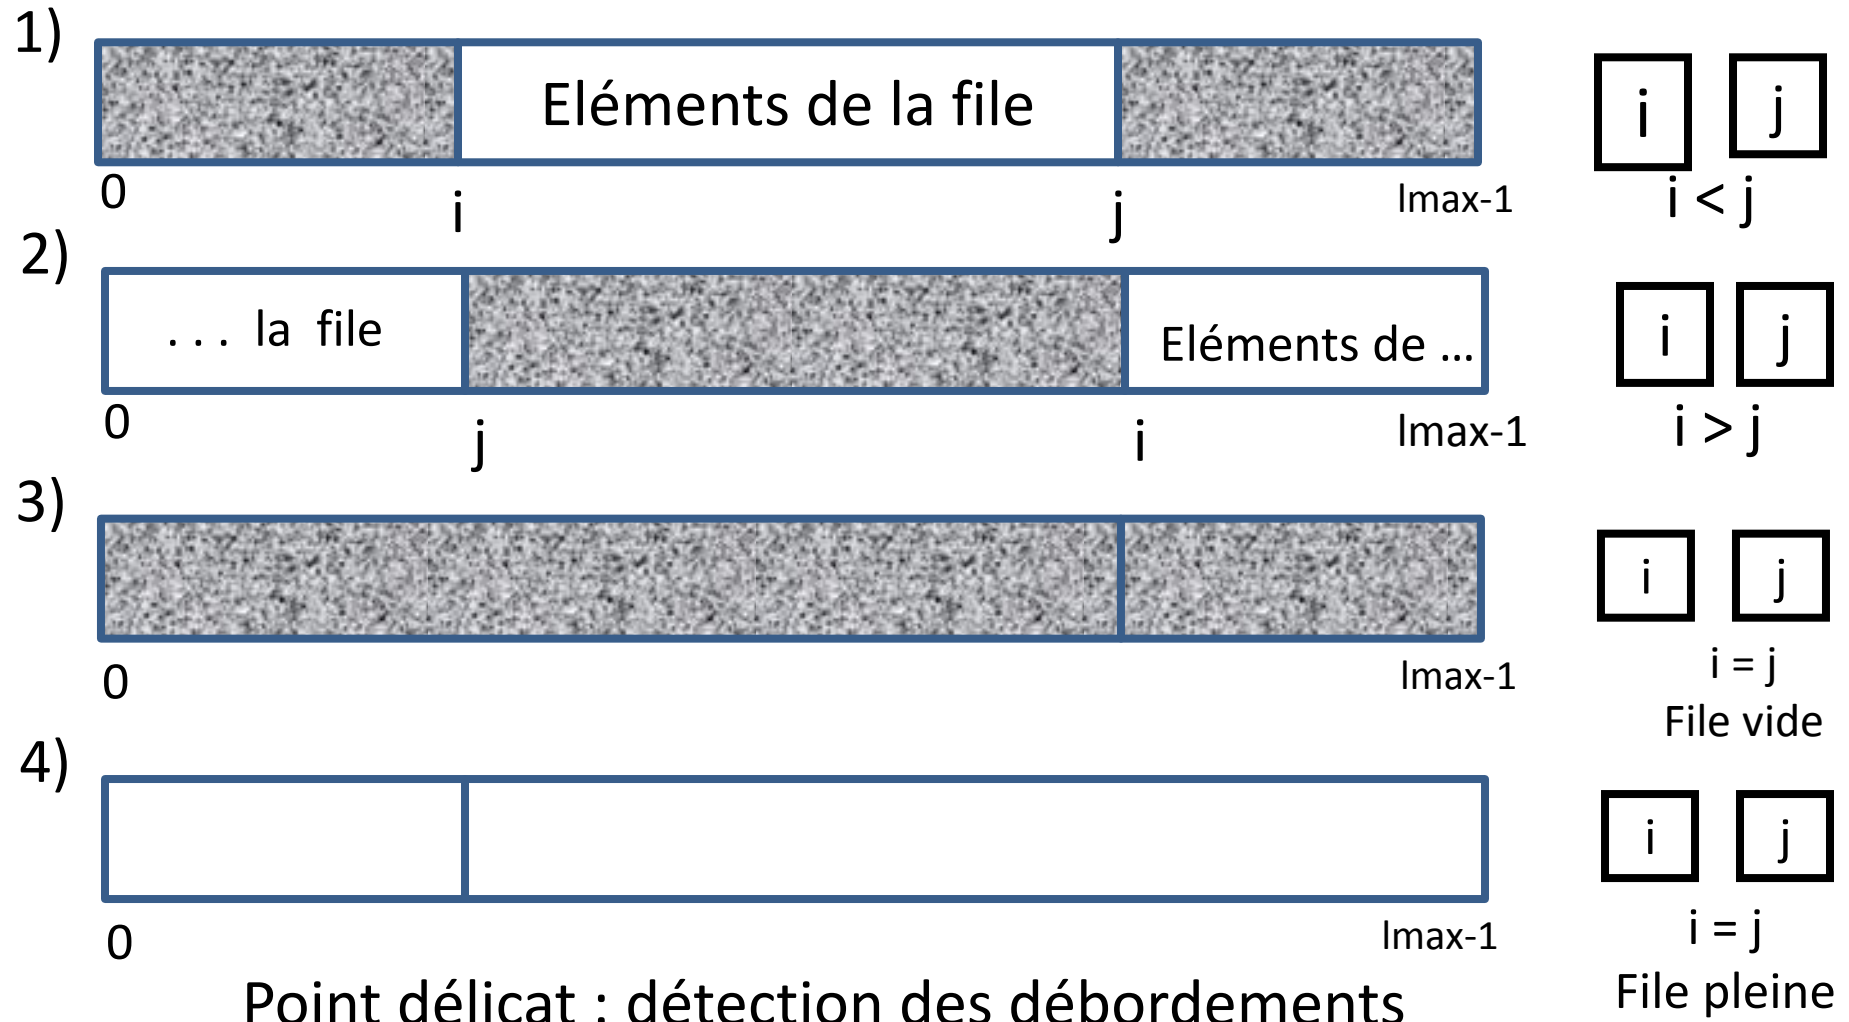 1)
Eléments de la file
i
j
0
i
j
lmax-1
i < j
2)
. . . la file
Eléments de ...
i
j
0
j
i
lmax-1
i > j
3)
i
j
0
lmax-1
i = j
File vide
4)
i
j
0
lmax-1
i = j
File pleine
Point délicat : détection des débordements